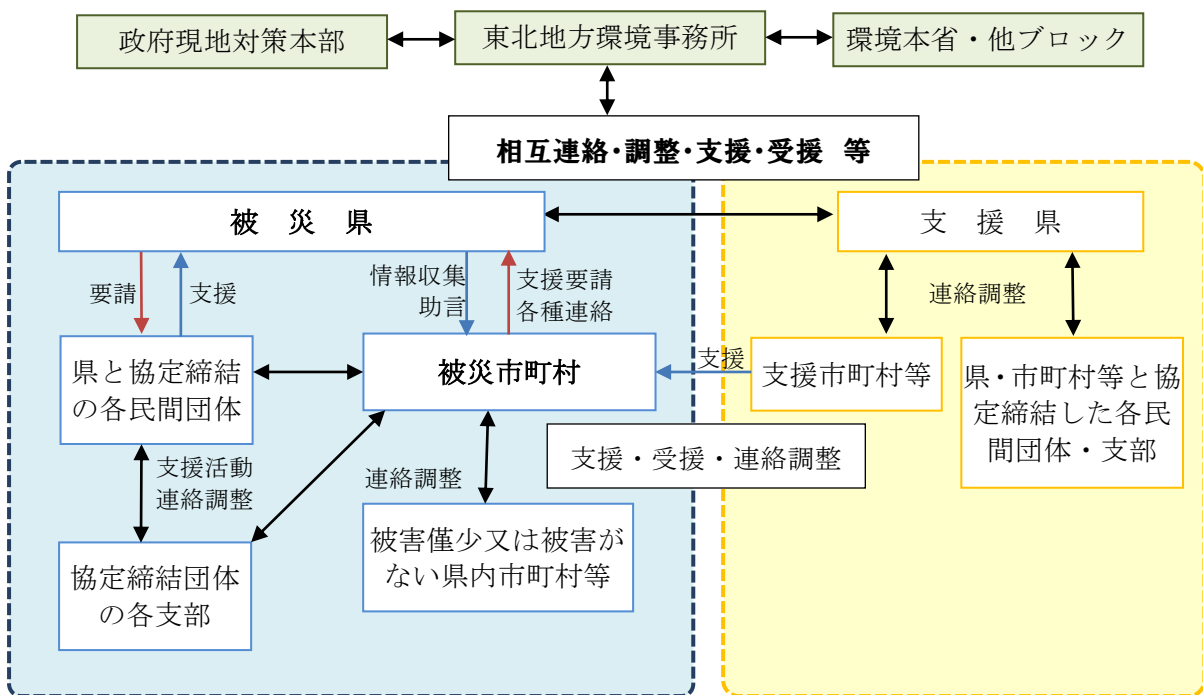 政府現地対策本部
東北地方環境事務所
環境本省・他ブロック
相互連絡・調整・支援・受援 等
被 災 県
支 援 県
要請
支援
情報収集
助言
支援要請
各種連絡
連絡調整
県と協定締結
の各民間団体
被災市町村
支援
支援市町村等
県・市町村等と協
定締結した各民
間団体・支部
支援活動
連絡調整
連絡調整
支援・受援・連絡調整
協定締結団体
の各支部
被害僅少又は被害が
ない県内市町村等